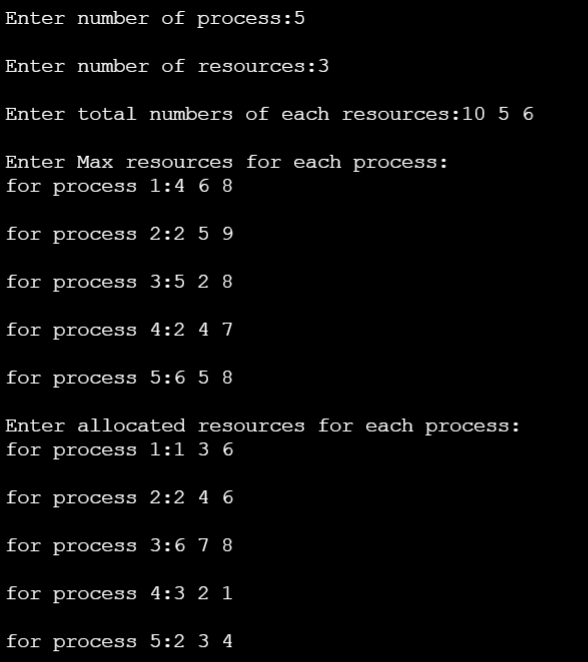 Enter number of process:5
Enter number of resources:3
Enter total numbers of each resources:10 5 6
Enter Max resources for each process:
for process 1:4 6 8
for process 2:2 5 9
for process 3:5 2 8
for process 4:2 4 7
for process 5:6 5 8
Enter allocated resources for each process:
for process 1:1 3 6
for process 2:2 4 6
for process 3:6 7 8
for process 4:3 2 1
for process 5:2 3 4